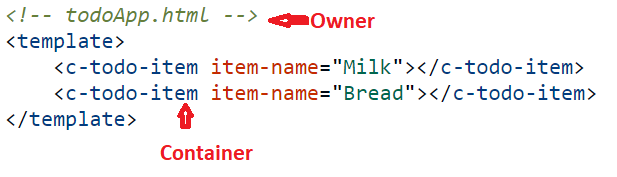 <!-- todoApp.html -->
Owner
<template>
<c-todo-item item-name="Milk"></c-todo-item>
<c-todo-item item-name="Bread"></c-todo-item>
</template>
Container